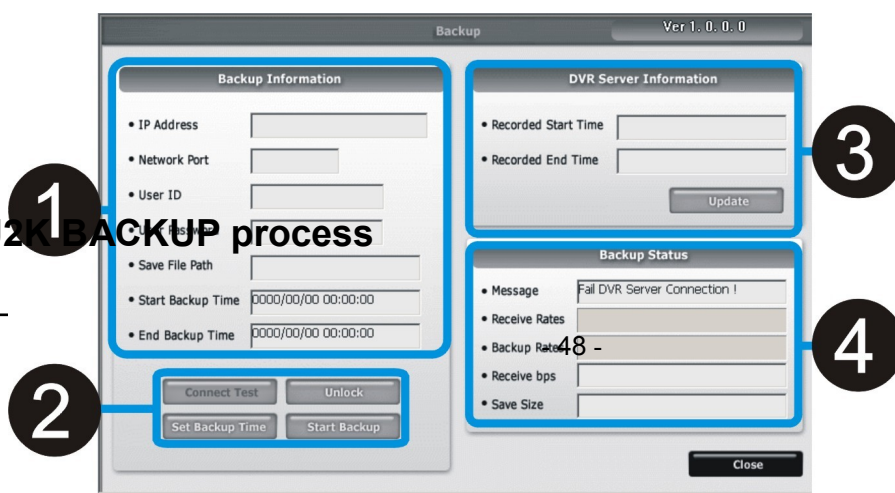 Backup
Ver 1. 0. 0. 0
1
Backup Information
• IP Address
• Network Port
• User ID
• User Password
• Save File Path
• Start Backup Time 0000/00/00 00:00:00
• End Backup Time 0000/00/00 00:00:00
2K BACKUP process
2
Connect Test Unlock
Set Backup Time Start Backup
3
DVR Server Information
• Recorded Start Time
• Recorded End Time
Update
4
Backup Status
• Message Fail DVR Server Connection !
• Receive Rates
• Backup Rates
- 48 -
• Receive bps
• Save Size
Close